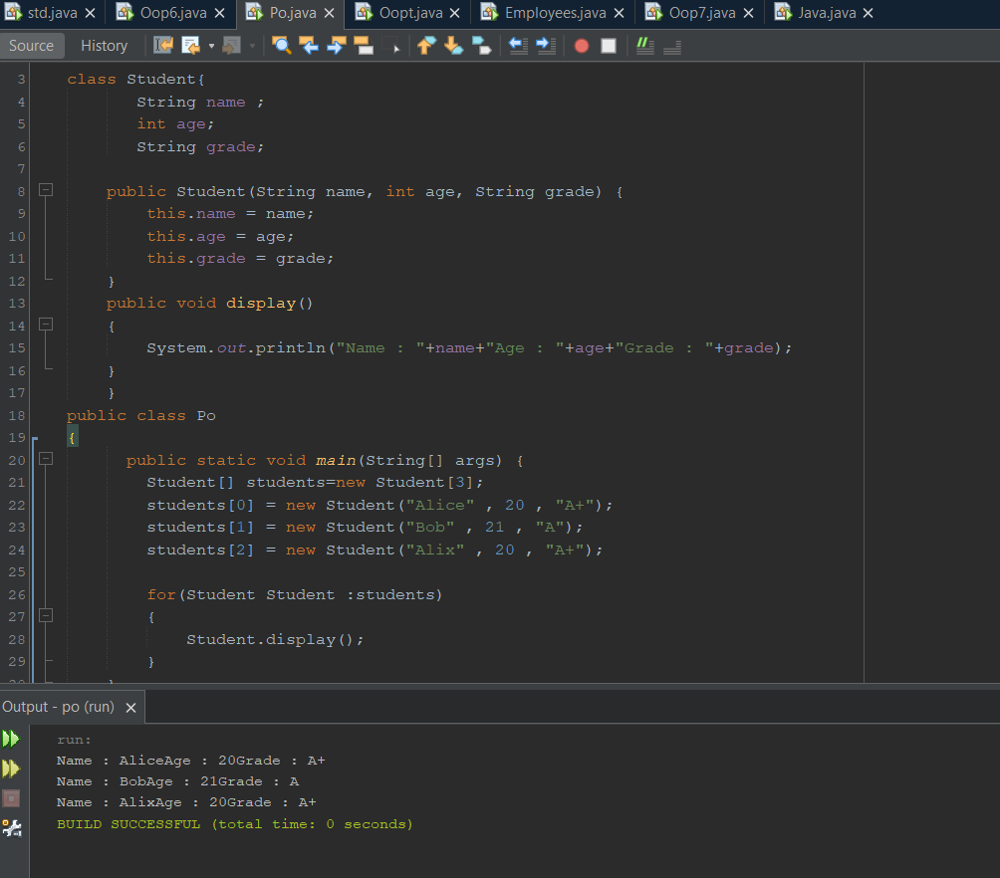 std.java Oop6.java Po.java Oopt.java Employees.java Oop7.java Java.java
Source History
3 class Student{
4 String name ;
5 int age;
6 String grade;
7
8 public Student(String name, int age, String grade) {
9 this.name = name;
10 this.age = age;
11 this.grade = grade;
12 }
13 public void display()
14 {
15 System.out.println("Name : "+name+"Age : "+age+"Grade : "+grade);
16 }
17 }
18 public class Po
19 {
20 public static void main(String[] args) {
21 Student[] students=new Student[3];
22 students[0] = new Student("Alice" , 20 , "A+");
23 students[1] = new Student("Bob" , 21 , "A");
24 students[2] = new Student("Alix" , 20 , "A+");
25
26 for(Student Student :students)
27 {
28 Student.display();
29 }
Output - po (run)
run:
Name : AliceAge : 20Grade : A+
Name : BobAge : 21Grade : A
Name : AlixAge : 20Grade : A+
BUILD SUCCESSFUL (total time: 0 seconds)